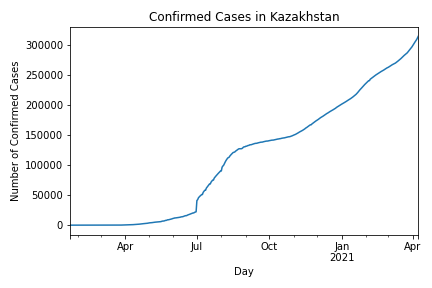 Confirmed Cases in Kazakhstan
300000
250000
200000
150000
100000
50000
0
Number of Confirmed Cases
Apr
Jul
Oct
Jan
2021
Apr
Day